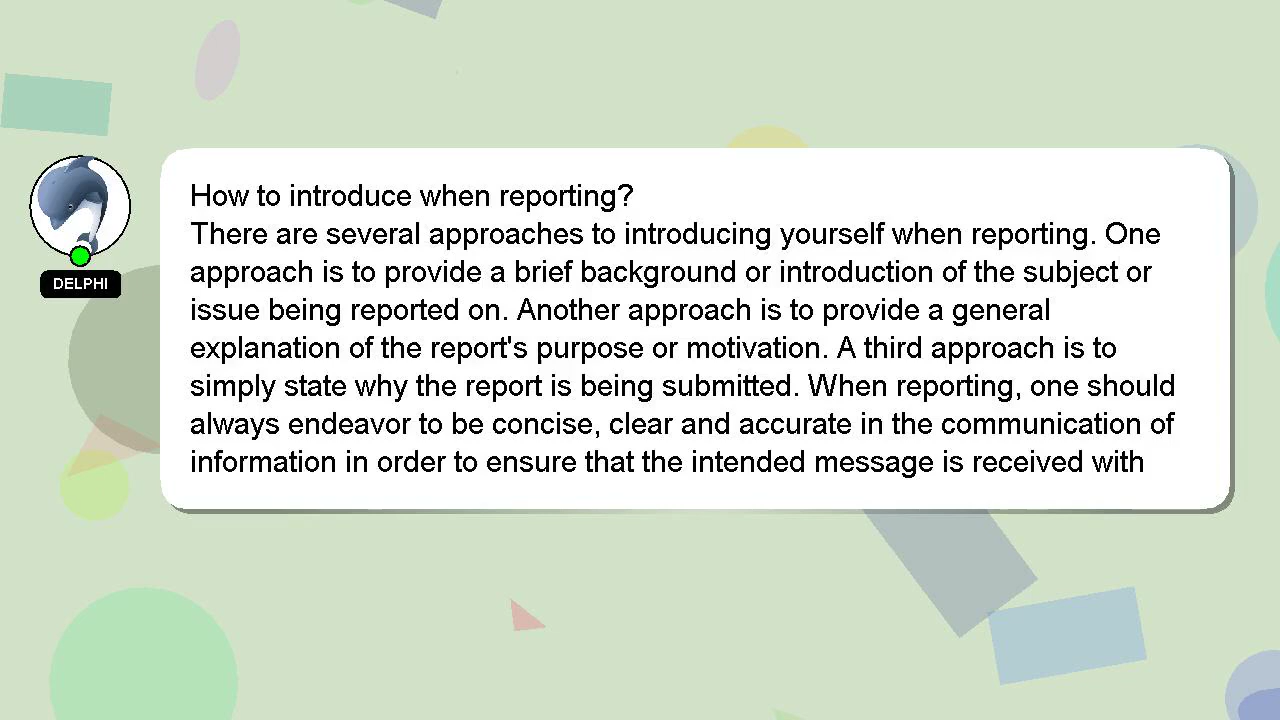 How to introduce when reporting?
There are several approaches to introducing yourself when reporting. One
approach is to provide a brief background or introduction of the subject or
issue being reported on. Another approach is to provide a general
explanation of the report's purpose or motivation. A third approach is to
simply state why the report is being submitted. When reporting, one should
always endeavor to be concise, clear and accurate in the communication of
information in order to ensure that the intended message is received with
DELPHI